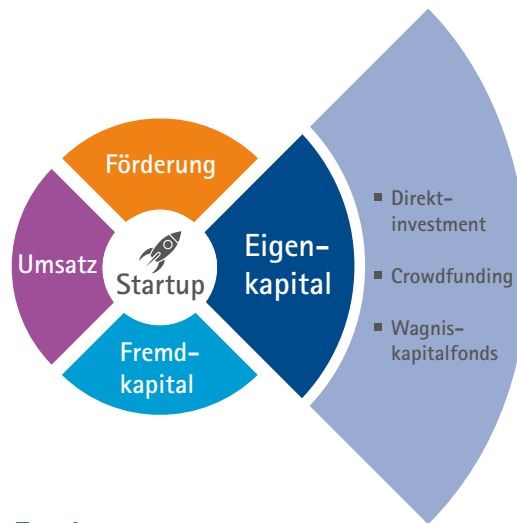 Förderung
Umsatz
Startup
Eigen-
kapital
Fremd-
kapital
▪ Direkt-
investment
▪ Crowdfunding
▪ Wagnis-
kapitalfonds